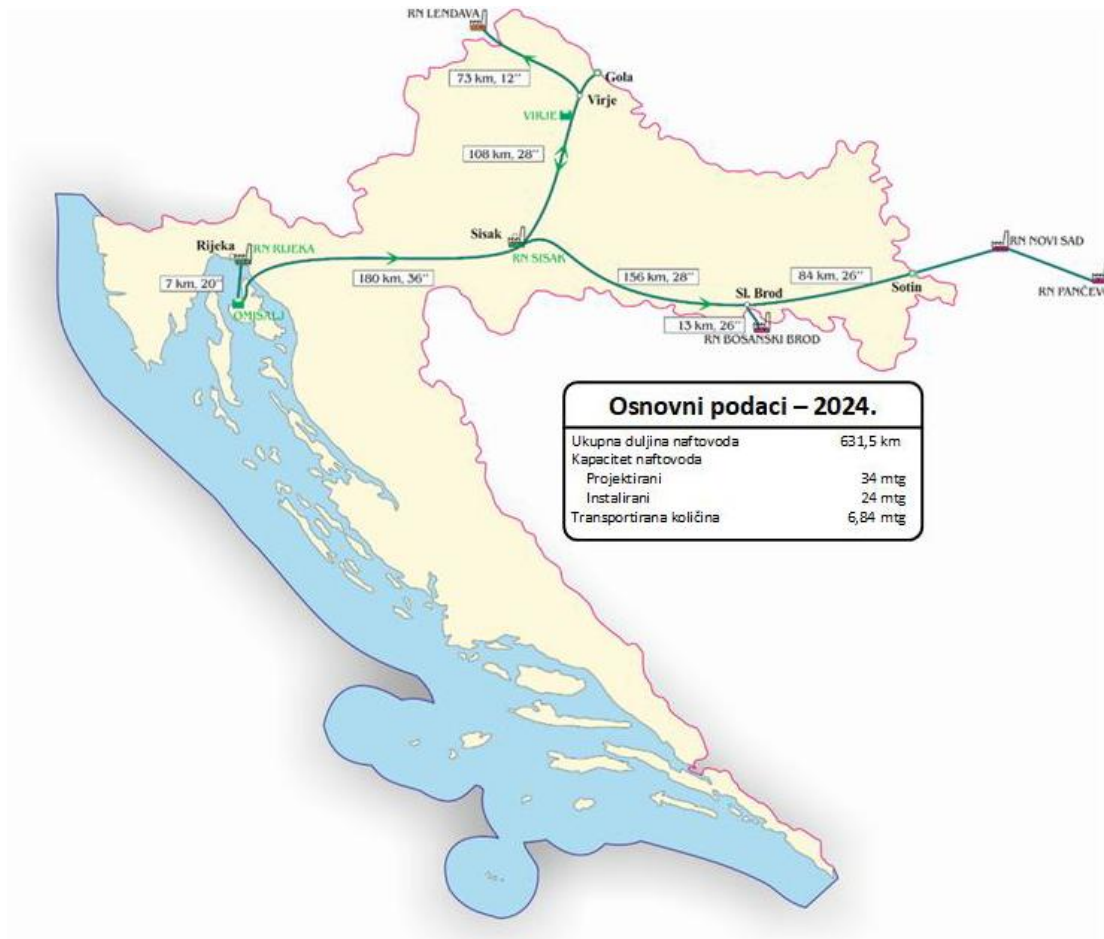 RN LENDAVA
73 km, 12"
Gola
Virje
VIRJE
108 km, 28"
Sisak
RN SISAK
Rijeka
RN RIJEKA
7 km, 20"
OMIŠALJ
180 km, 36"
156 km, 28"
84 km, 26"
RN NOVI SAD
Sotin
RN PANČEVO
Sl. Brod
13 km, 26"
RN BOSANSKI BROD
Osnovni podaci – 2024.
Ukupna duljina naftovoda 631,5 km
Kapacitet naftovoda
Projektirani 34 mtg
Instalirani 24 mtg
Transportirana količina 6,84 mtg